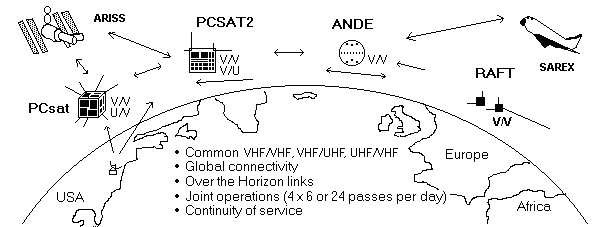 ARISS
PCSAT2
V/V
V/U
ANDE
V/V
SAREX
PCsat
V/V
U/V
RAFT
V/V
• Common VHF/VHF, VHF/UHF, UHF/VHF
• Global connectivity
• Over the Horizon links
• Joint operations (4 x 6 or 24 passes per day)
• Continuity of service
USA
Europe
Africa